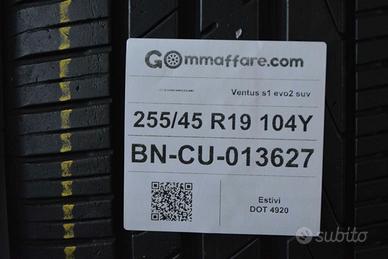 GOmmaffare.com
Ventus s1 evo2 suv
255/45 R19 104Y
BN-CU-013627
Estivi
DOT 4920
subito